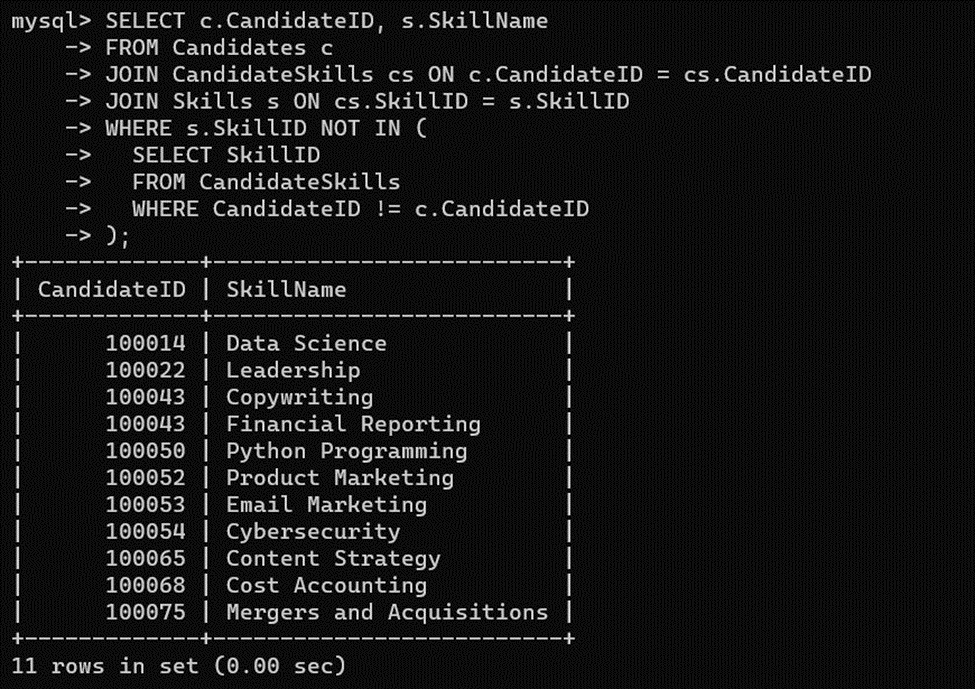 mysql> SELECT c.CandidateID, s.SkillName
    -> FROM Candidates c
    -> JOIN CandidateSkills cs ON c.CandidateID = cs.CandidateID
    -> JOIN Skills s ON cs.SkillID = s.SkillID
    -> WHERE s.SkillID NOT IN (
    ->   SELECT SkillID
    ->   FROM CandidateSkills
    ->   WHERE CandidateID != c.CandidateID
    -> );
+-------------+--------------------------+
| CandidateID | SkillName                |
+-------------+--------------------------+
|      100014 | Data Science             |
|      100022 | Leadership               |
|      100043 | Copywriting              |
|      100043 | Financial Reporting      |
|      100050 | Python Programming       |
|      100052 | Product Marketing        |
|      100053 | Email Marketing          |
|      100054 | Cybersecurity            |
|      100065 | Content Strategy         |
|      100068 | Cost Accounting          |
|      100075 | Mergers and Acquisitions |
+-------------+--------------------------+
11 rows in set (0.00 sec)